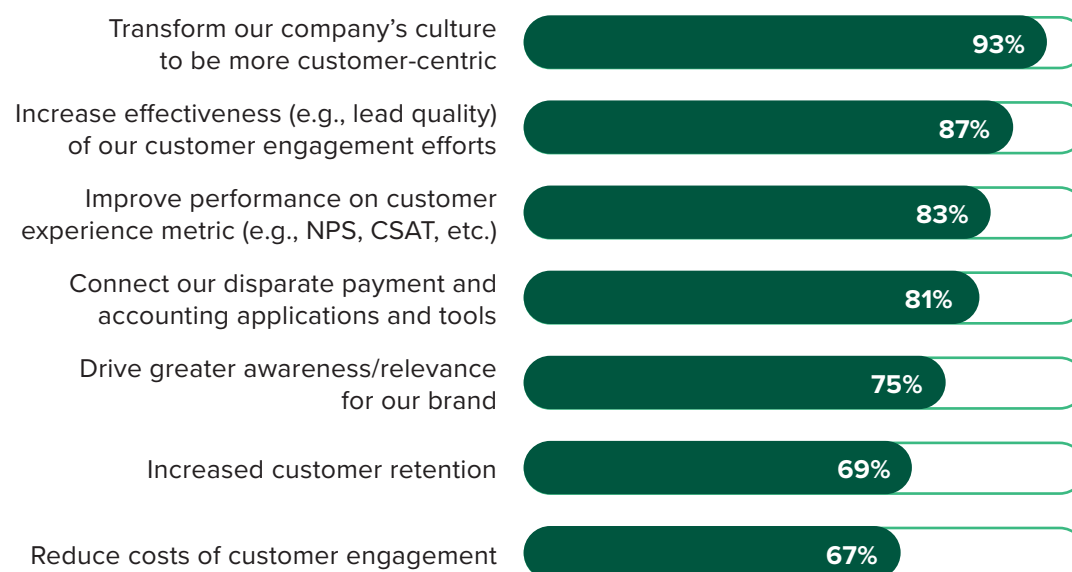 Transform our company’s culture
to be more customer-centric
93%
Increase effectiveness (e.g., lead quality)
of our customer engagement efforts
87%
Improve performance on customer
experience metric (e.g., NPS, CSAT, etc.)
83%
Connect our disparate payment and
accounting applications and tools
81%
Drive greater awareness/relevance
for our brand
75%
Increased customer retention
69%
Reduce costs of customer engagement
67%